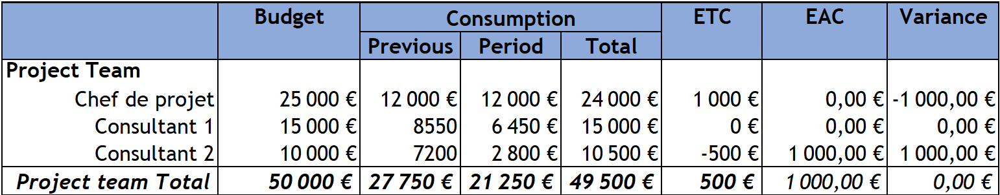 Budget Consumption ETC EAC Variance
Previous Period Total
Project Team
Chef de projet 25 000 € 12 000 € 12 000 € 24 000 € 1 000 € 0,00 € -1 000,00 €
Consultant 1 15 000 € 8550 6 450 € 15 000 € 0 € 0,00 € 0,00 €
Consultant 2 10 000 € 7200 2 800 € 10 500 € -500 € 1 000,00 € 1 000,00 €
Project team Total 50 000 € 27 750 € 21 250 € 49 500 € 500 € 1 000,00 € 0,00 €